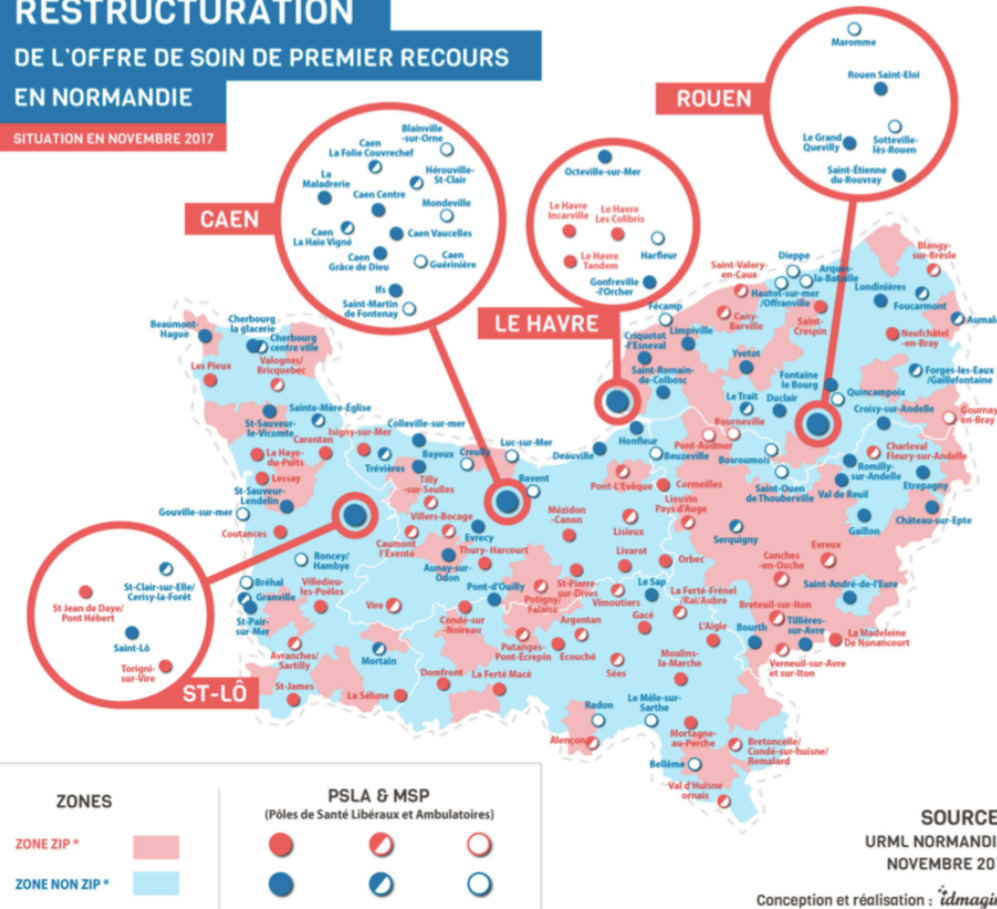 RESTRUCTURATION
DE L'OFFRE DE SOIN DE PREMIER RECOURS
EN NORMANDIE
SITUATION EN NOVEMBRE 2017
CAEN
Blainville
-sur-Orne
Caen
La Folie Couvrechef
Hérouville-
St-Clair
La
Maladrerie
Caen Centre
Mondeville
Caen
La Haie Vigné
Caen Vaucelles
Caen
Grâce de Dieu
Caen
Guérinière
Ifs
Saint-Martin
de Fontenay
LE HAVRE
Octeville-sur-Mer
Le Havre
Incarville
Le Havre
Les Colibris
Le Havre
Tandem
Harfleur
Gonfreville
-l'Orcher
ROUEN
Maromme
Rouen Saint-Eloi
Le Grand
Quevilly
Sotteville-
lès-Rouen
Saint-Étienne
du-Rouvray
Blangy-
sur-Bresle
Dieppe
Saint-Valery-
en-Caux
Arques-
la-Bataille
Hautot-sur-mer
/Offranville
Londinières
Foucarmont
Aumale
Fécamp
Cany-
Barville
Saint-
Crespin
Neufchâtel
-en-Bray
Criquetot
l'Esneval
Limpiville
Yvetot
Saint-Romain-
de-Colbosc
Fontaine
le Bourg
Forges-les-Eaux
/Gaillefontaine
Le Trait
Duclair
Quincampoix
Croisy-sur-Andelle
Gournay
-en-Bray
Beaumont-
Hague
Cherbourg
la glacerie
Cherbourg
centre ville
Les Pieux
Valognes/
Bricquebec
St-Sauveur-
le-Vicomte
Sainte-Mère-Église
Carentan
Isigny-sur-Mer
Colleville-sur-mer
La Haye-
du-Puits
Lessay
Trévières
Bayeux
Creully
Luc-sur-Mer
Deauville
Honfleur
Beuzeville
Pont-Audmer
Bourneville
Bosroumois
Charleval
Fleury-sur-Andelle
Romilly-
sur-Andelle
Etrepagny
St-Sauveur-
Lendelin
Gouville-sur-mer
Coutances
Tilly
-sur-Seulles
Villers-Bocage
Bavent
Pont-L'Evêque
Cormeilles
Saint-Ouen
de Thouberville
Val de Reuil
Château-sur-Epte
Gaillon
Caumont
l'Éventé
Evrecy
Mézidon
-Canon
Lisieux
Lieuvin
Pays d'Auge
Serquigny
Evreux
Conches
-en-Ouche
Roncey/
Hambye
Aunay-sur-
Odon
Thury- Harcourt
Livarot
Orbec
Bréhal
Granville
Villedieu-
les-Poêles
Pont-d'Ouilly
St-Pierre-
sur-Dives
Le Sap
La Ferté-Frênel
/Rai/Aubre
Saint-André-de-l'Eure
St-Pair-
sur-Mer
Vire
Condé-sur
-Noireau
Potigny/
Falaise
Vimoutiers
Gacé
L'Aigle
Breteuil-sur-Iton
Bourth
Tillières-
sur-Avre
La Madeleine
De Nonancourt
Verneuil-sur-Avre
et sur-Iton
Avranches/
Sartilly
Mortain
Putanges-
Pont-Ecrepin
Argentan
Ecouché
Sées
Moulins-
la-Marche
St-James
La Sélune
Domfront
La Ferté Macé
Radon
Le Mêle-sur-
Sarthe
Alençon
Mortagne-
au-Perche
Bretoncelle/
Condé-sur-huisne/
Remalard
Bellême
Val d'Huisne
ornais
St-Clair-sur-Elle/
Cerisy-la-Forêt
St Jean de Daye/
Pont Hébert
Saint-Lô
Torigni-
sur-Vire
ST-LÔ
ZONES
ZONE ZIP *
ZONE NON ZIP *
PSLA & MSP
(Pôles de Santé Libéraux et Ambulatoires)
SOURCE
URML NORMANDI
NOVEMBRE 20
Conception et réalisation : idmagin